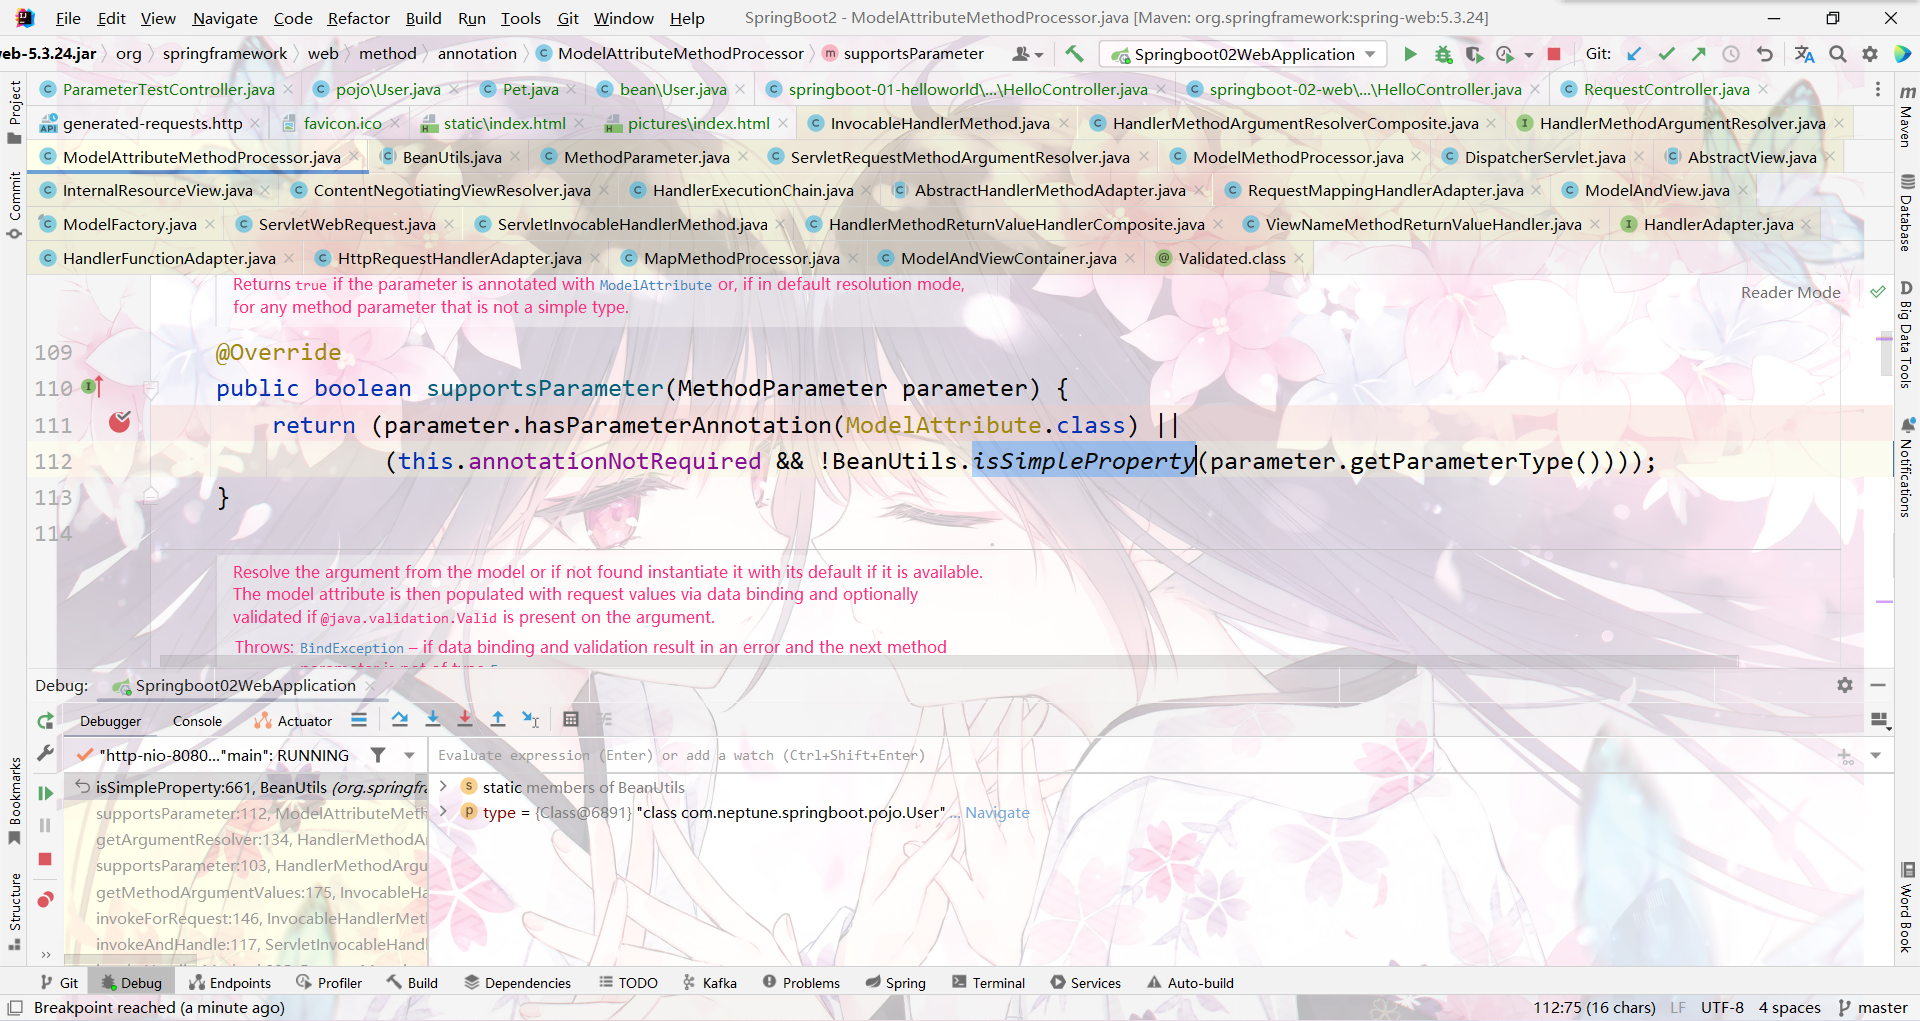 File Edit View Navigate Code Refactor Build Run Tools Git Window Help SpringBoot2 - ModelAttributeMethodProcessor.java [Maven: org.springframework:spring-web:5.3.24]
eb-5.3.24.jar org springframework web method annotation ModelAttributeMethodProcessor supportsParameter Springboot02WebApplication Git:
ParameterTestController.java pojo\User.java Pet.java bean\User.java springboot-01-helloworld\...\HelloController.java springboot-02-web\...\HelloController.java RequestController.java
generated-requests.http favicon.ico static\index.html pictures\index.html InvocableHandlerMethod.java HandlerMethodArgumentResolverComposite.java HandlerMethodArgumentResolver.java
ModelAttributeMethodProcessor.java BeanUtils.java MethodParameter.java ServletRequestMethodArgumentResolver.java ModelMethodProcessor.java DispatcherServlet.java AbstractView.java
InternalResourceView.java ContentNegotiatingViewResolver.java HandlerExecutionChain.java AbstractHandlerMethodAdapter.java RequestMappingHandlerAdapter.java ModelAndView.java
ModelFactory.java ServletWebRequest.java ServletInvocableHandlerMethod.java HandlerMethodReturnValueHandlerComposite.java ViewNameMethodReturnValueHandler.java HandlerAdapter.java
HandlerFunctionAdapter.java HttpRequestHandlerAdapter.java MapMethodProcessor.java ModelAndViewContainer.java Validated.class
Returns true if the parameter is annotated with ModelAttribute or, if in default resolution mode,
for any method parameter that is not a simple type.
Reader Mode
109 @Override
110 public boolean supportsParameter(MethodParameter parameter) {
111 return (parameter.hasParameterAnnotation(ModelAttribute.class) ||
112 (this.annotationNotRequired && !BeanUtils.isSimpleProperty(parameter.getParameterType())));
113 }
114
Resolve the argument from the model or if not found instantiate it with its default if it is available.
The model attribute is then populated with request values via data binding and optionally
validated if @java.validation.Valid is present on the argument.
Throws: BindException – if data binding and validation result in an error and the next method
Debug: Springboot02WebApplication
Debugger Console Actuator
"http-nio-8080..."main": RUNNING
Evaluate expression (Enter) or add a watch (Ctrl+Shift+Enter)
isSimpleProperty:661, BeanUtils (org.springfra
static members of BeanUtils
supportsParameter:112, ModelAttributeMeth
type = {Class@6891} "class com.neptune.springboot.pojo.User" ... Navigate
getArgumentResolver:134, HandlerMethodAr
supportsParameter:103, HandlerMethodArgu
getMethodArgumentValues:175, InvocableHa
invokeForRequest:146, InvocableHandlerMet
invokeAndHandle:117, ServletInvocableHandl
Project
Commit
Bookmarks
Structure
Maven
Database
Big Data Tools
Notifications
Word Book
Git Debug Endpoints Profiler Build Dependencies TODO Kafka Problems Spring Terminal Services Auto-build
Breakpoint reached (a minute ago) 112:75 (16 chars) LF UTF-8 4 spaces master